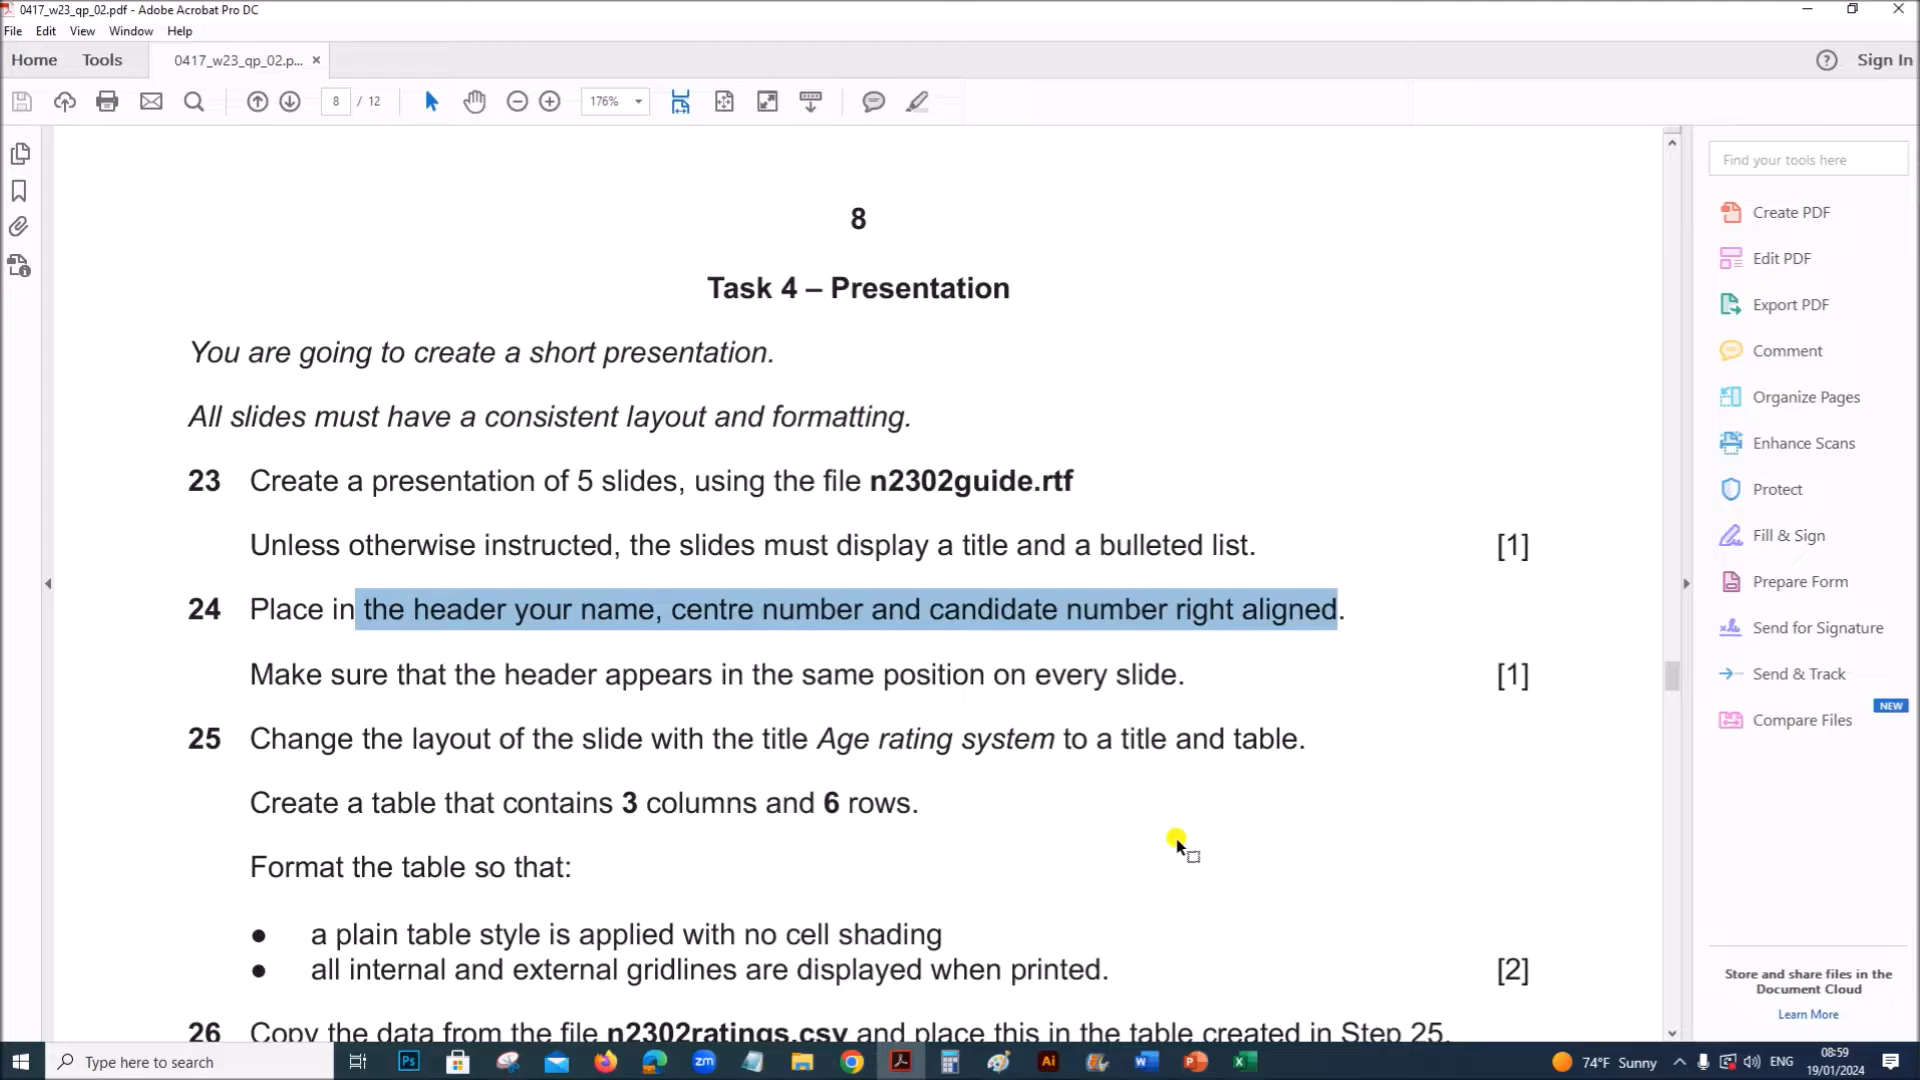 0417_w23_qp_02.pdf - Adobe Acrobat Pro DC
File Edit View Window Help
Home Tools 0417_w23_qp_02.p... × Sign In
8 / 12 176%
Find your tools here
Create PDF
Edit PDF
Export PDF
Comment
Organize Pages
Enhance Scans
Protect
Fill & Sign
Prepare Form
Send for Signature
Send & Track
NEW
Compare Files
Store and share files in the
Document Cloud
Learn More
8
Task 4 – Presentation
You are going to create a short presentation.
All slides must have a consistent layout and formatting.
23 Create a presentation of 5 slides, using the file n2302guide.rtf
Unless otherwise instructed, the slides must display a title and a bulleted list. [1]
24 Place in the header your name, centre number and candidate number right aligned.
Make sure that the header appears in the same position on every slide. [1]
25 Change the layout of the slide with the title Age rating system to a title and table.
Create a table that contains 3 columns and 6 rows.
Format the table so that:
● a plain table style is applied with no cell shading
● all internal and external gridlines are displayed when printed. [2]
26 Copy the data from the file n2302ratings.csv and place this in the table created in Step 25.
Type here to search
Ps
zm
Ai
74°F Sunny
ENG
08:59
19/01/2024